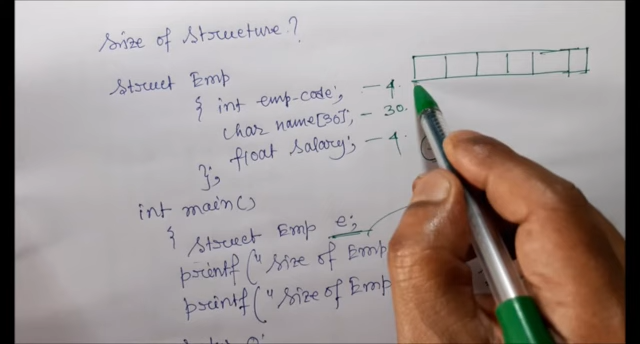 Size of Structure?
Struct Emp
{ int emp-code; - 4.
char name[30]; - 30.
}; float salary; - 4.
int main()
{ Struct Emp e;
printf (" Size of Emp
printf (" Size of Emp